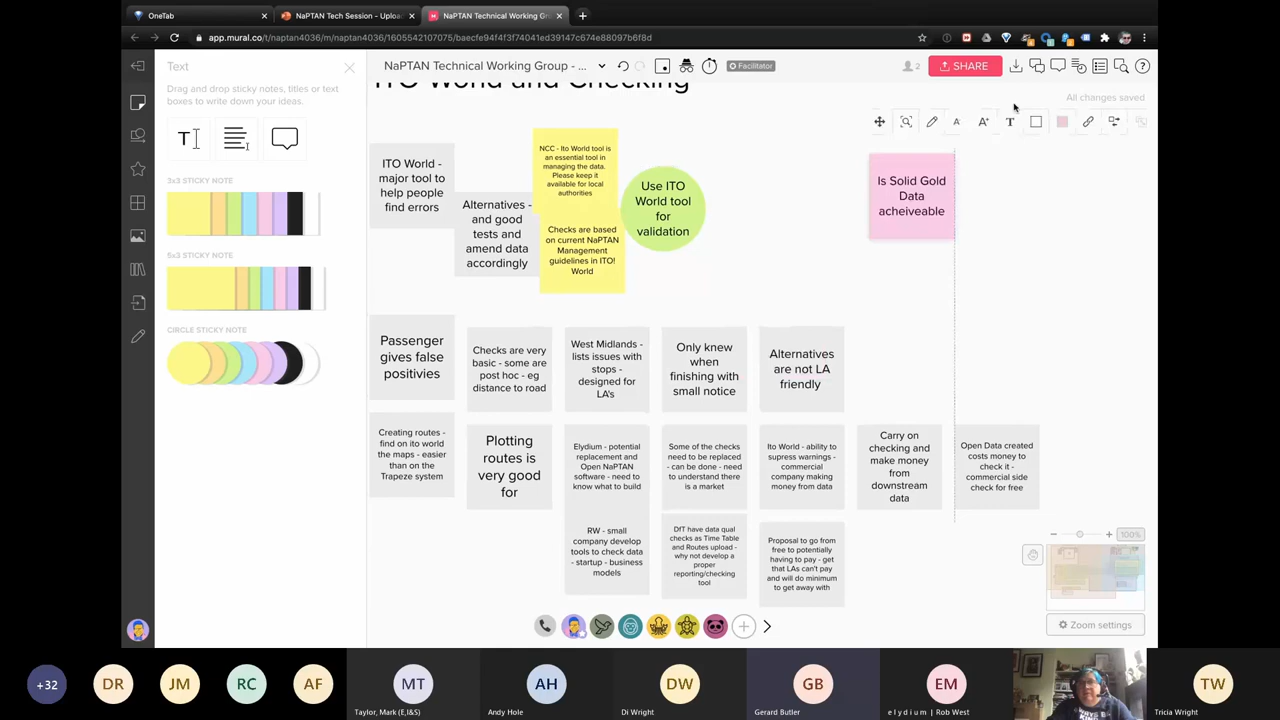 OneTab
NaPTAN Tech Session - Uploa
NaPTAN Technical Working Gro
app.mural.co/t/naptan4036/m/naptan4036/1605542107075/baecfe94f4f3f74041ed39147c674e88097b6f8d
Text
NaPTAN Technical Working Group - ...
Facilitator
2
SHARE
Drag and drop sticky notes, titles or text
boxes to write down your ideas.
All changes saved
ITO World and Checking
3x3 STICKY NOTE
5x3 STICKY NOTE
CIRCLE STICKY NOTE
ITO World -
major tool to
help people
find errors
Alternatives -
and good
tests and
amend data
accordingly
NCC - Ito World tool is
an essential tool in
managing the data.
Please keep it
available for local
authorities
Checks are based
on current NaPTAN
Management
guidelines in ITO!
World
Use ITO
World tool
for
validation
Is Solid Gold
Data
acheiveable
Passenger
gives false
positivies
Checks are very
basic - some are
post hoc - eg
distance to road
West Midlands -
lists issues with
stops -
designed for
LA's
Only knew
when
finishing with
small notice
Alternatives
are not LA
friendly
Creating routes -
find on ito world
the maps - easier
than on the
Trapeze system
Plotting
routes is
very good
for
Elydium - potential
replacement and
Open NaPTAN
software - need to
know what to build
Some of the checks
need to be replaced
- can be done - need
to understand there
is a market
Ito World - ability to
supress warnings -
commercial
company making
money from data
Carry on
checking and
make money
from
downstream
data
Open Data created
costs money to
check it -
commercial side
check for free
RW - small
company develop
tools to check data
- startup - business
models
DfT have data qual
checks as Time Table
and Routes upload -
why not develop a
proper
reporting/checking
tool
Proposal to go from
free to potentially
having to pay - get
that LAs can't pay
and will do minimum
to get away with
100%
Zoom settings
+32
DR
JM
RC
AF
MT
Taylor, Mark (E,I&S)
AH
Andy Hole
DW
Di Wright
GB
Gerard Butler
EM
e l y d i u m | Rob West
TW
Tricia Wright